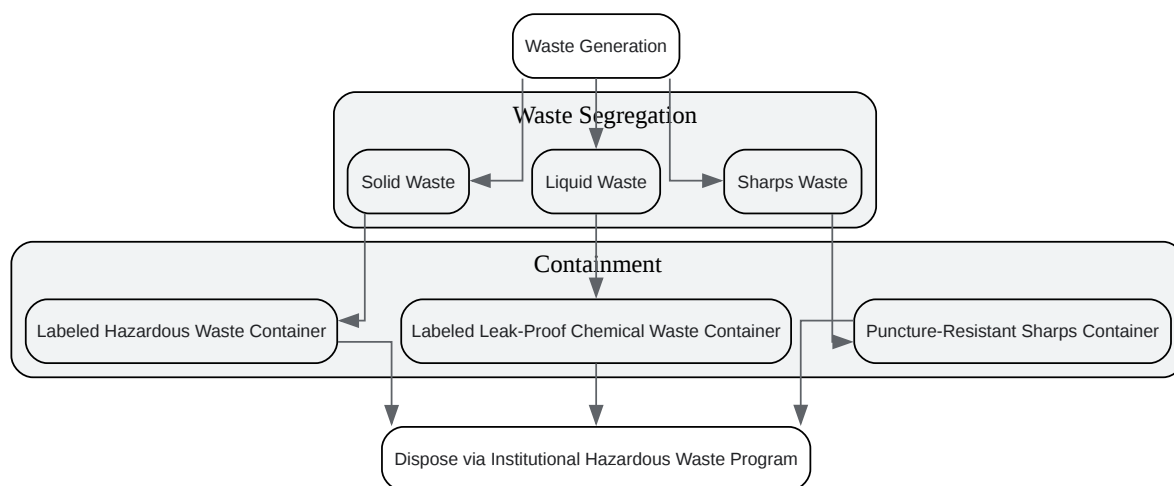 Waste Generation
Waste Segregation
Solid Waste
Liquid Waste
Sharps Waste
Containment
Labeled Hazardous Waste Container
Labeled Leak-Proof Chemical Waste Container
Puncture-Resistant Sharps Container
Dispose via Institutional Hazardous Waste Program